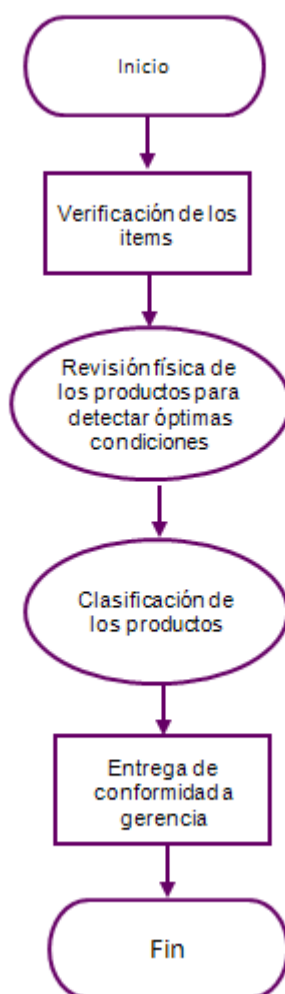 Inicio
Verificación de los
items
Revisión física de
los productos para
detectar óptimas
condiciones
Clasificación de
los productos
Entrega de
conformidad a
gerencia
Fin